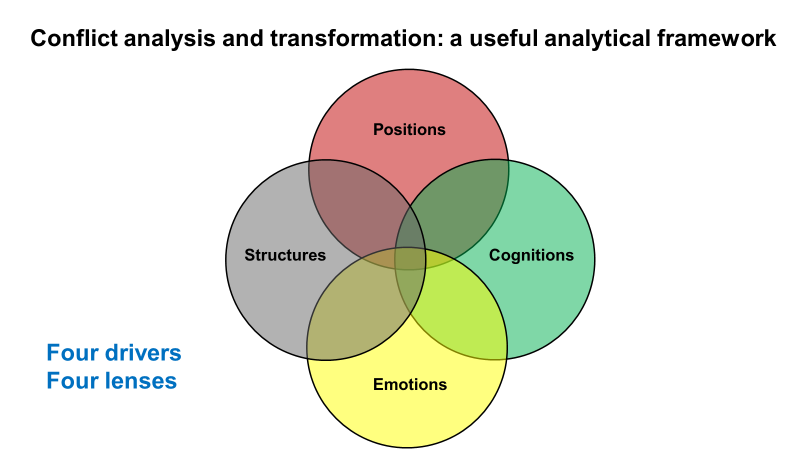 Conflict analysis and transformation: a useful analytical framework
Positions
Structures
Cognitions
Four drivers
Four lenses
Emotions